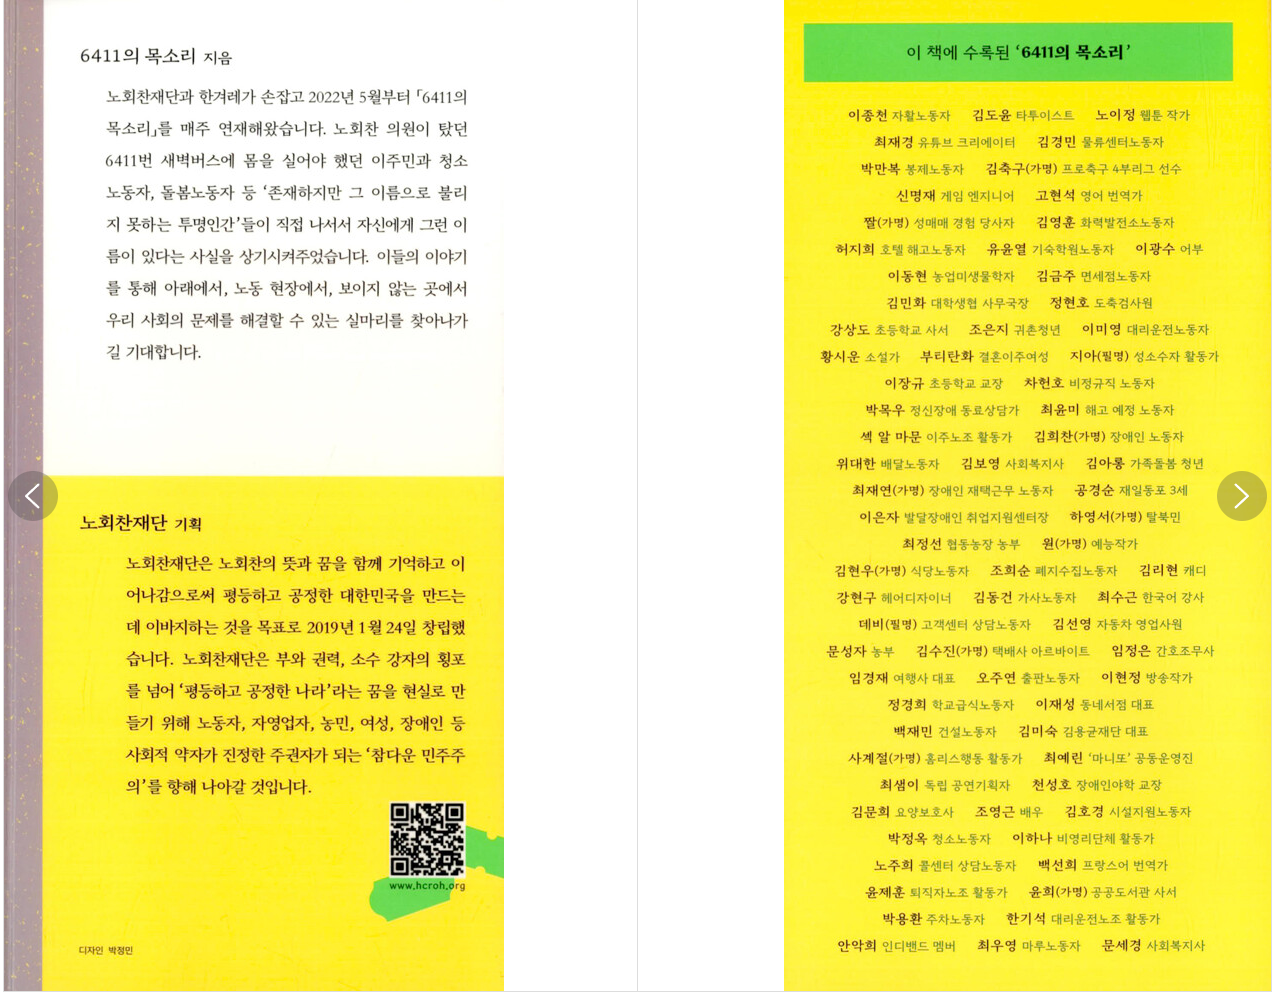 6411의 목소리 지음
노회찬재단과 한겨레가 손잡고 2022년 5월부터 「6411의
목소리」를 매주 연재해왔습니다. 노회찬 의원이 탔던
6411번 새벽버스에 몸을 실어야 했던 이주민과 청소
노동자, 돌봄노동자 등 ‘존재하지만 그 이름으로 불리
지 못하는 투명인간’들이 직접 나서서 자신에게 그런 이
름이 있다는 사실을 상기시켜주었습니다. 이들의 이야기
를 통해 아래에서, 노동 현장에서, 보이지 않는 곳에서
우리 사회의 문제를 해결할 수 있는 실마리를 찾아나가
길 기대합니다.
노회찬재단 기획
노회찬재단은 노회찬의 뜻과 꿈을 함께 기억하고 이
어나감으로써 평등하고 공정한 대한민국을 만드는
데 이바지하는 것을 목표로 2019년 1월 24일 창립했
습니다. 노회찬재단은 부와 권력, 소수 강자의 횡포
를 넘어 ‘평등하고 공정한 나라’라는 꿈을 현실로 만
들기 위해 노동자, 자영업자, 농민, 여성, 장애인 등
사회적 약자가 진정한 주권자가 되는 ‘참다운 민주주
의’를 향해 나아갈 것입니다.
www.hcroh.org
디자인 박정민
이 책에 수록된 ‘6411의 목소리’
이종천 자활노동자 김도윤 타투이스트 노이정 웹툰 작가
최재경 유튜브 크리에이터 김경민 물류센터노동자
박만복 봉제노동자 김축구(가명) 프로축구 4부리그 선수
신명재 게임 엔지니어 고현석 영어 번역가
짤(가명) 성매매 경험 당사자 김영훈 화력발전소노동자
허지희 호텔 해고노동자 유윤열 기숙학원노동자 이광수 어부
이동현 농업미생물학자 김금주 면세점노동자
김민화 대학생협 사무국장 정현호 도축검사원
강상도 초등학교 사서 조은지 귀촌청년 이미영 대리운전노동자
황시운 소설가 부티탄화 결혼이주여성 지아(필명) 성소수자 활동가
이장규 초등학교 교장 차헌호 비정규직 노동자
박목우 정신장애 동료상담가 최윤미 해고 예정 노동자
섹 알 마문 이주노조 활동가 김희찬(가명) 장애인 노동자
위대한 배달노동자 김보영 사회복지사 김아롱 가족돌봄 청년
최재연(가명) 장애인 재택근무 노동자 공경순 재일동포 3세
이은자 발달장애인 취업지원센터장 하영서(가명) 탈북민
최정선 협동농장 농부 원(가명) 예능작가
김현우(가명) 식당노동자 조희순 폐지수집노동자 김리현 캐디
강현구 헤어디자이너 김동건 가사노동자 최수근 한국어 강사
데비(필명) 고객센터 상담노동자 김선영 자동차 영업사원
문성자 농부 김수진(가명) 택배사 아르바이트 임정은 간호조무사
임경재 여행사 대표 오주연 출판노동자 이현정 방송작가
정경희 학교급식노동자 이재성 동네서점 대표
백재민 건설노동자 김미숙 김용균재단 대표
사계절(가명) 홈리스행동 활동가 최예린 ‘마니또’ 공동운영진
최샘이 독립 공연기획자 천성호 장애인야학 교장
김문희 요양보호사 조영근 배우 김호경 시설지원노동자
박정옥 청소노동자 이하나 비영리단체 활동가
노주희 콜센터 상담노동자 백선희 프랑스어 번역가
윤제훈 퇴직자노조 활동가 윤희(가명) 공공도서관 사서
박용환 주차노동자 한기석 대리운전노조 활동가
안악희 인디밴드 멤버 최우영 마루노동자 문세경 사회복지사